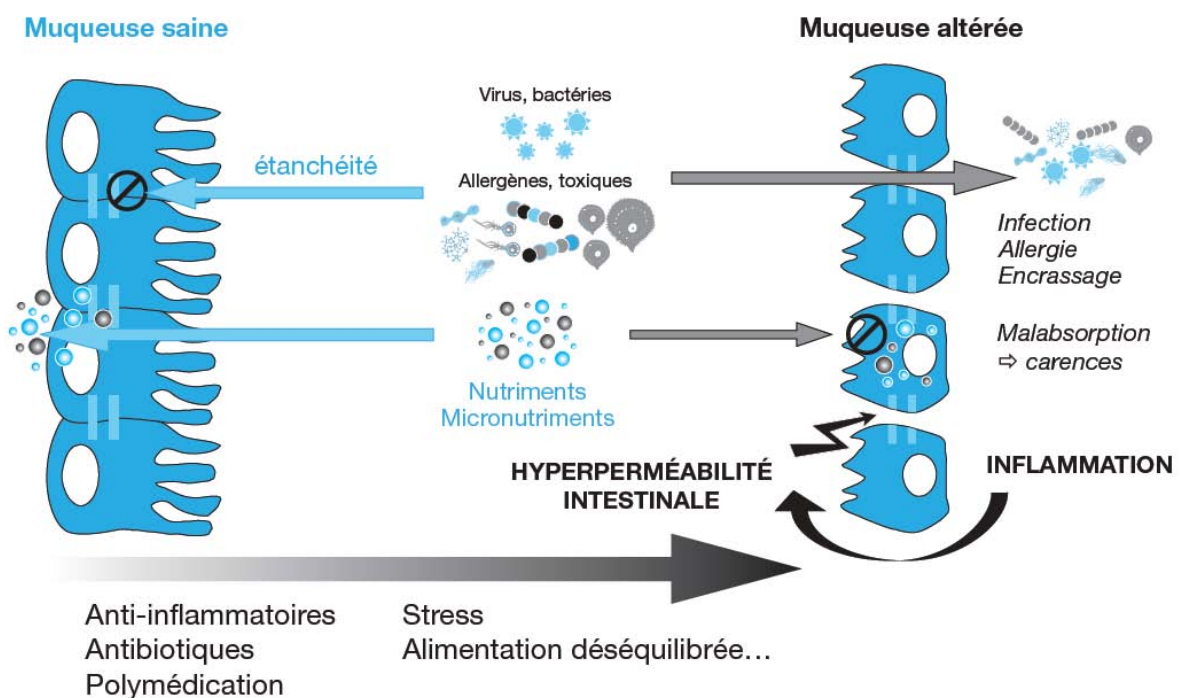 Muqueuse saine
Muqueuse altérée
Virus, bactéries
étanchéité
Allergènes, toxiques
Infection
Allergie
Encrassage
Malabsorption
⇨ carences
Nutriments
Micronutriments
HYPERPERMÉABILITÉ
INTESTINALE
INFLAMMATION
Anti-inflammatoires
Antibiotiques
Polymédication
Stress
Alimentation déséquilibrée…